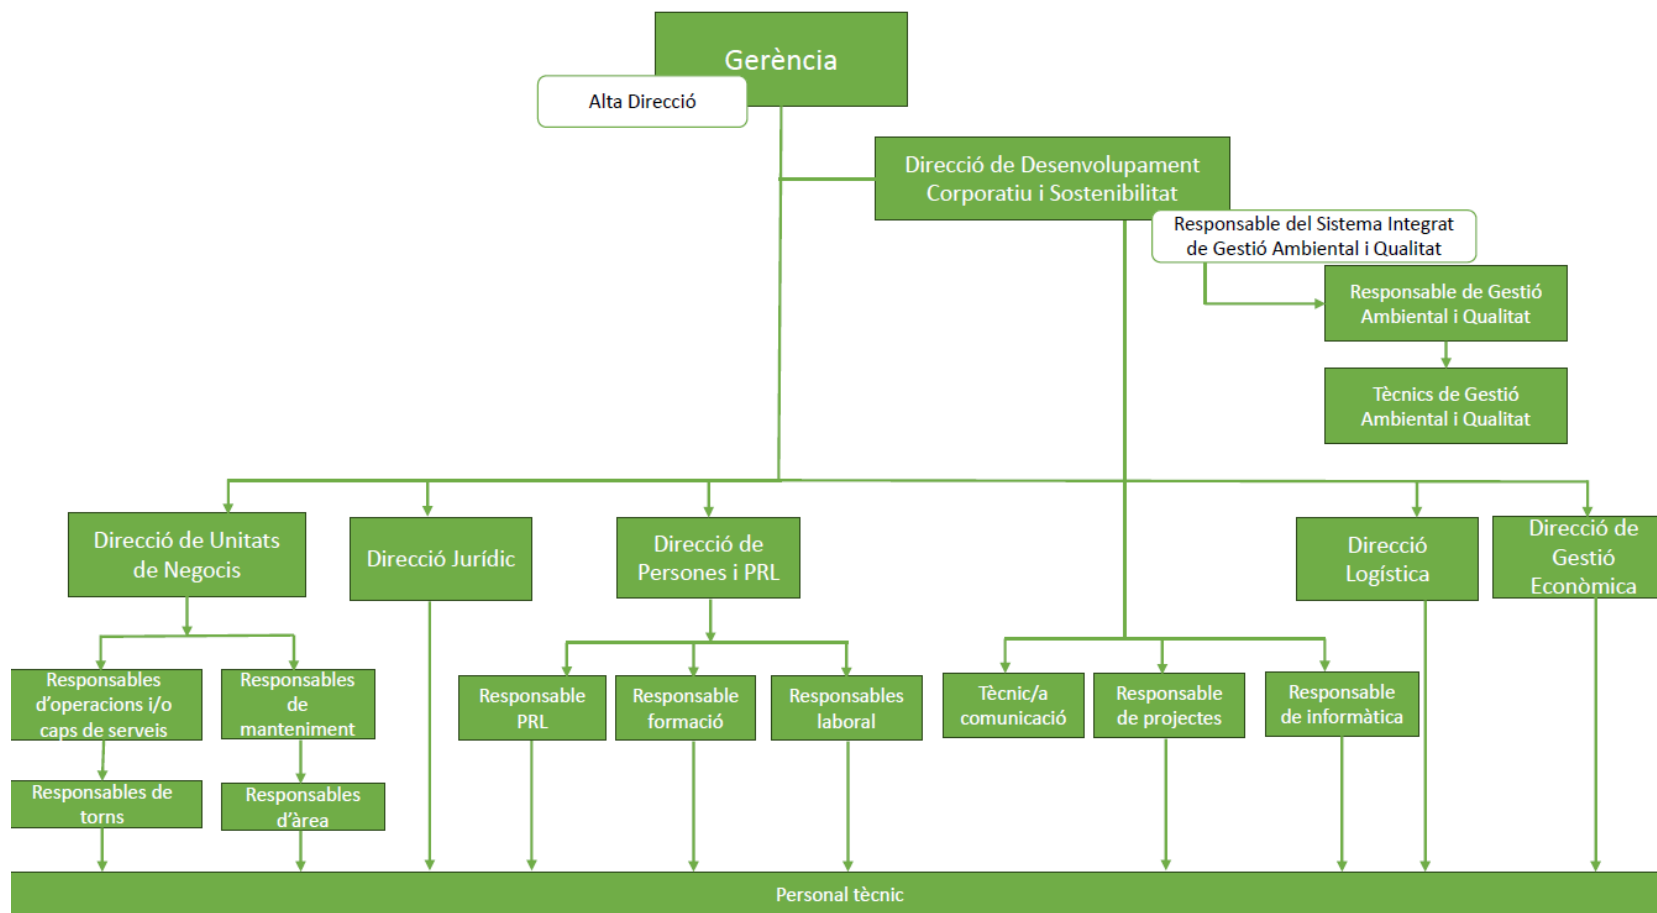 Gerència
Alta Direcció
Direcció de Desenvolupament
Corporatiu i Sostenibilitat
Responsable del Sistema Integrat
de Gestió Ambiental i Qualitat
Responsable de Gestió
Ambiental i Qualitat
Tècnics de Gestió
Ambiental i Qualitat
Direcció de Unitats
de Negocis
Direcció Jurídic
Direcció de
Persones i PRL
Direcció
Logística
Direcció de
Gestió
Econòmica
Responsables
d'operacions i/o
caps de serveis
Responsables
de
manteniment
Responsable
PRL
Responsable
formació
Responsables
laboral
Tècnic/a
comunicació
Responsable
de projectes
Responsable
de informàtica
Responsables de
torns
Responsables
d'àrea
Personal tècnic